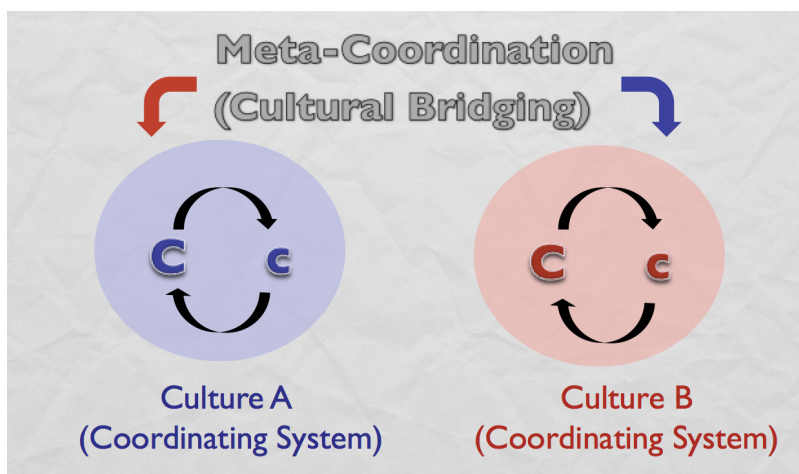 Meta-Coordination
(Cultural Bridging)
C c
C c
Culture A
(Coordinating System)
Culture B
(Coordinating System)